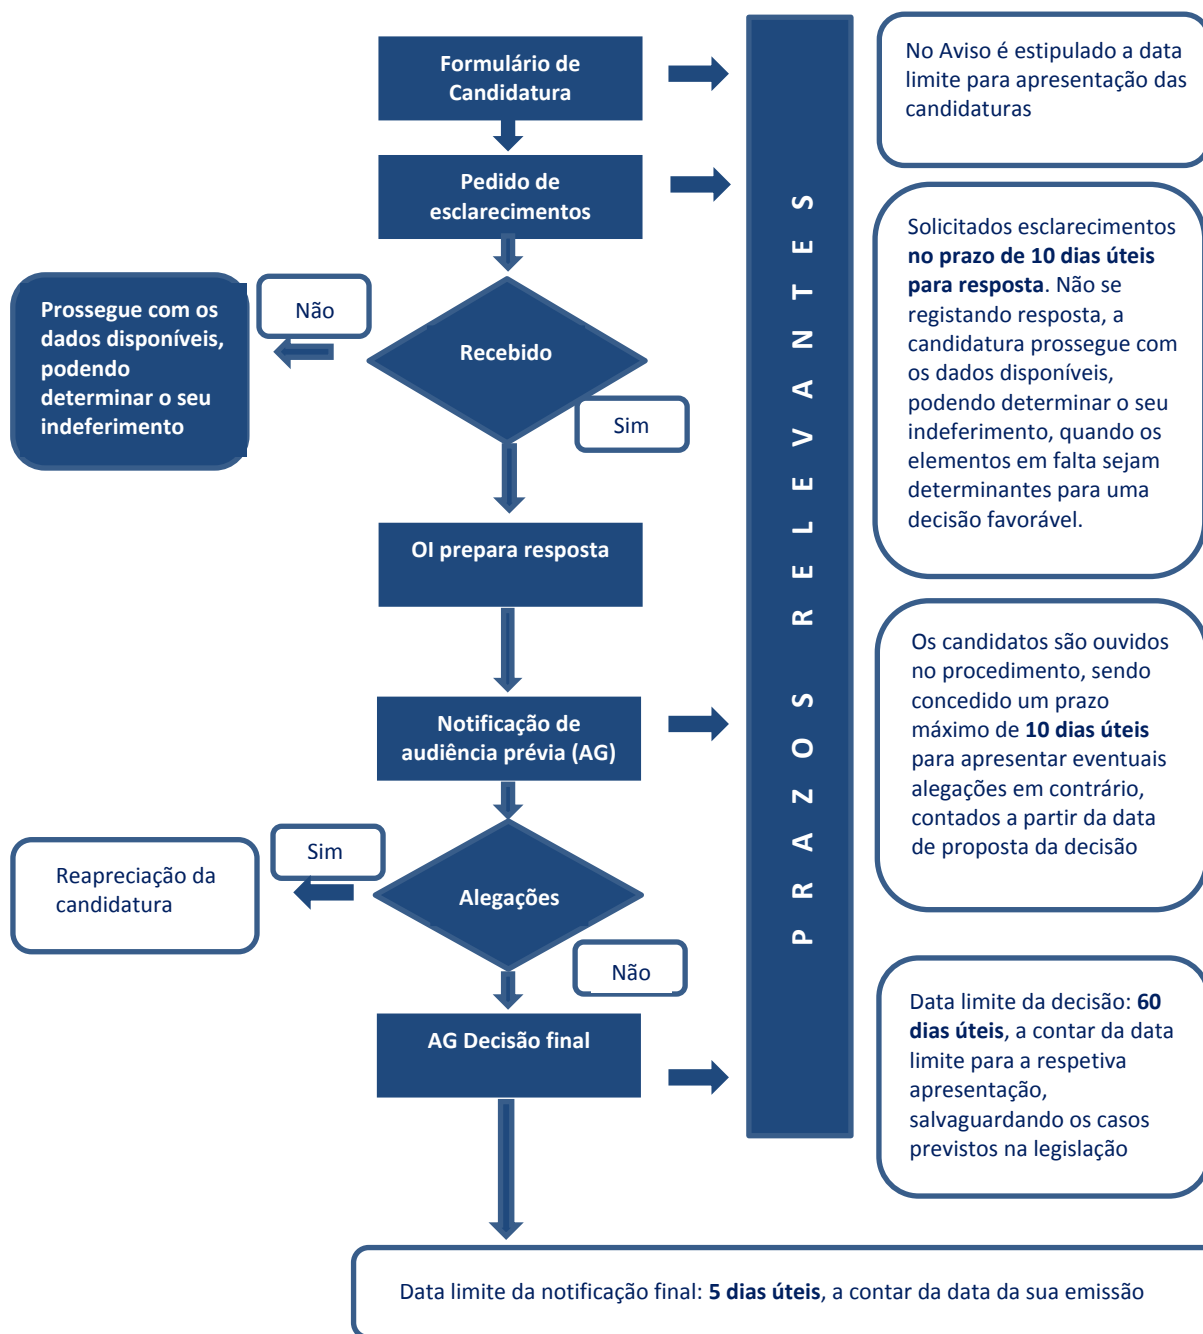 Formulário de
Candidatura
No Aviso é estipulado a data
limite para apresentação das
candidaturas
Pedido de
esclarecimentos
Solicitados esclarecimentos
no prazo de 10 dias úteis
para resposta. Não se
registando resposta, a
candidatura prossegue com
os dados disponíveis,
podendo determinar o seu
indeferimento, quando os
elementos em falta sejam
determinantes para uma
decisão favorável.
Não
Prossegue com os
dados disponíveis,
podendo
determinar o seu
indeferimento
Recebido
Sim
PRAZOS RELEVANTES
OI prepara resposta
Notificação de
audiência prévia (AG)
Os candidatos são ouvidos
no procedimento, sendo
concedido um prazo
máximo de 10 dias úteis
para apresentar eventuais
alegações em contrário,
contados a partir da data
de proposta da decisão
Sim
Reapreciação da
candidatura
Alegações
Não
AG Decisão final
Data limite da decisão: 60
dias úteis, a contar da data
limite para a respetiva
apresentação,
salvaguardando os casos
previstos na legislação
Data limite da notificação final: 5 dias úteis, a contar da data da sua emissão